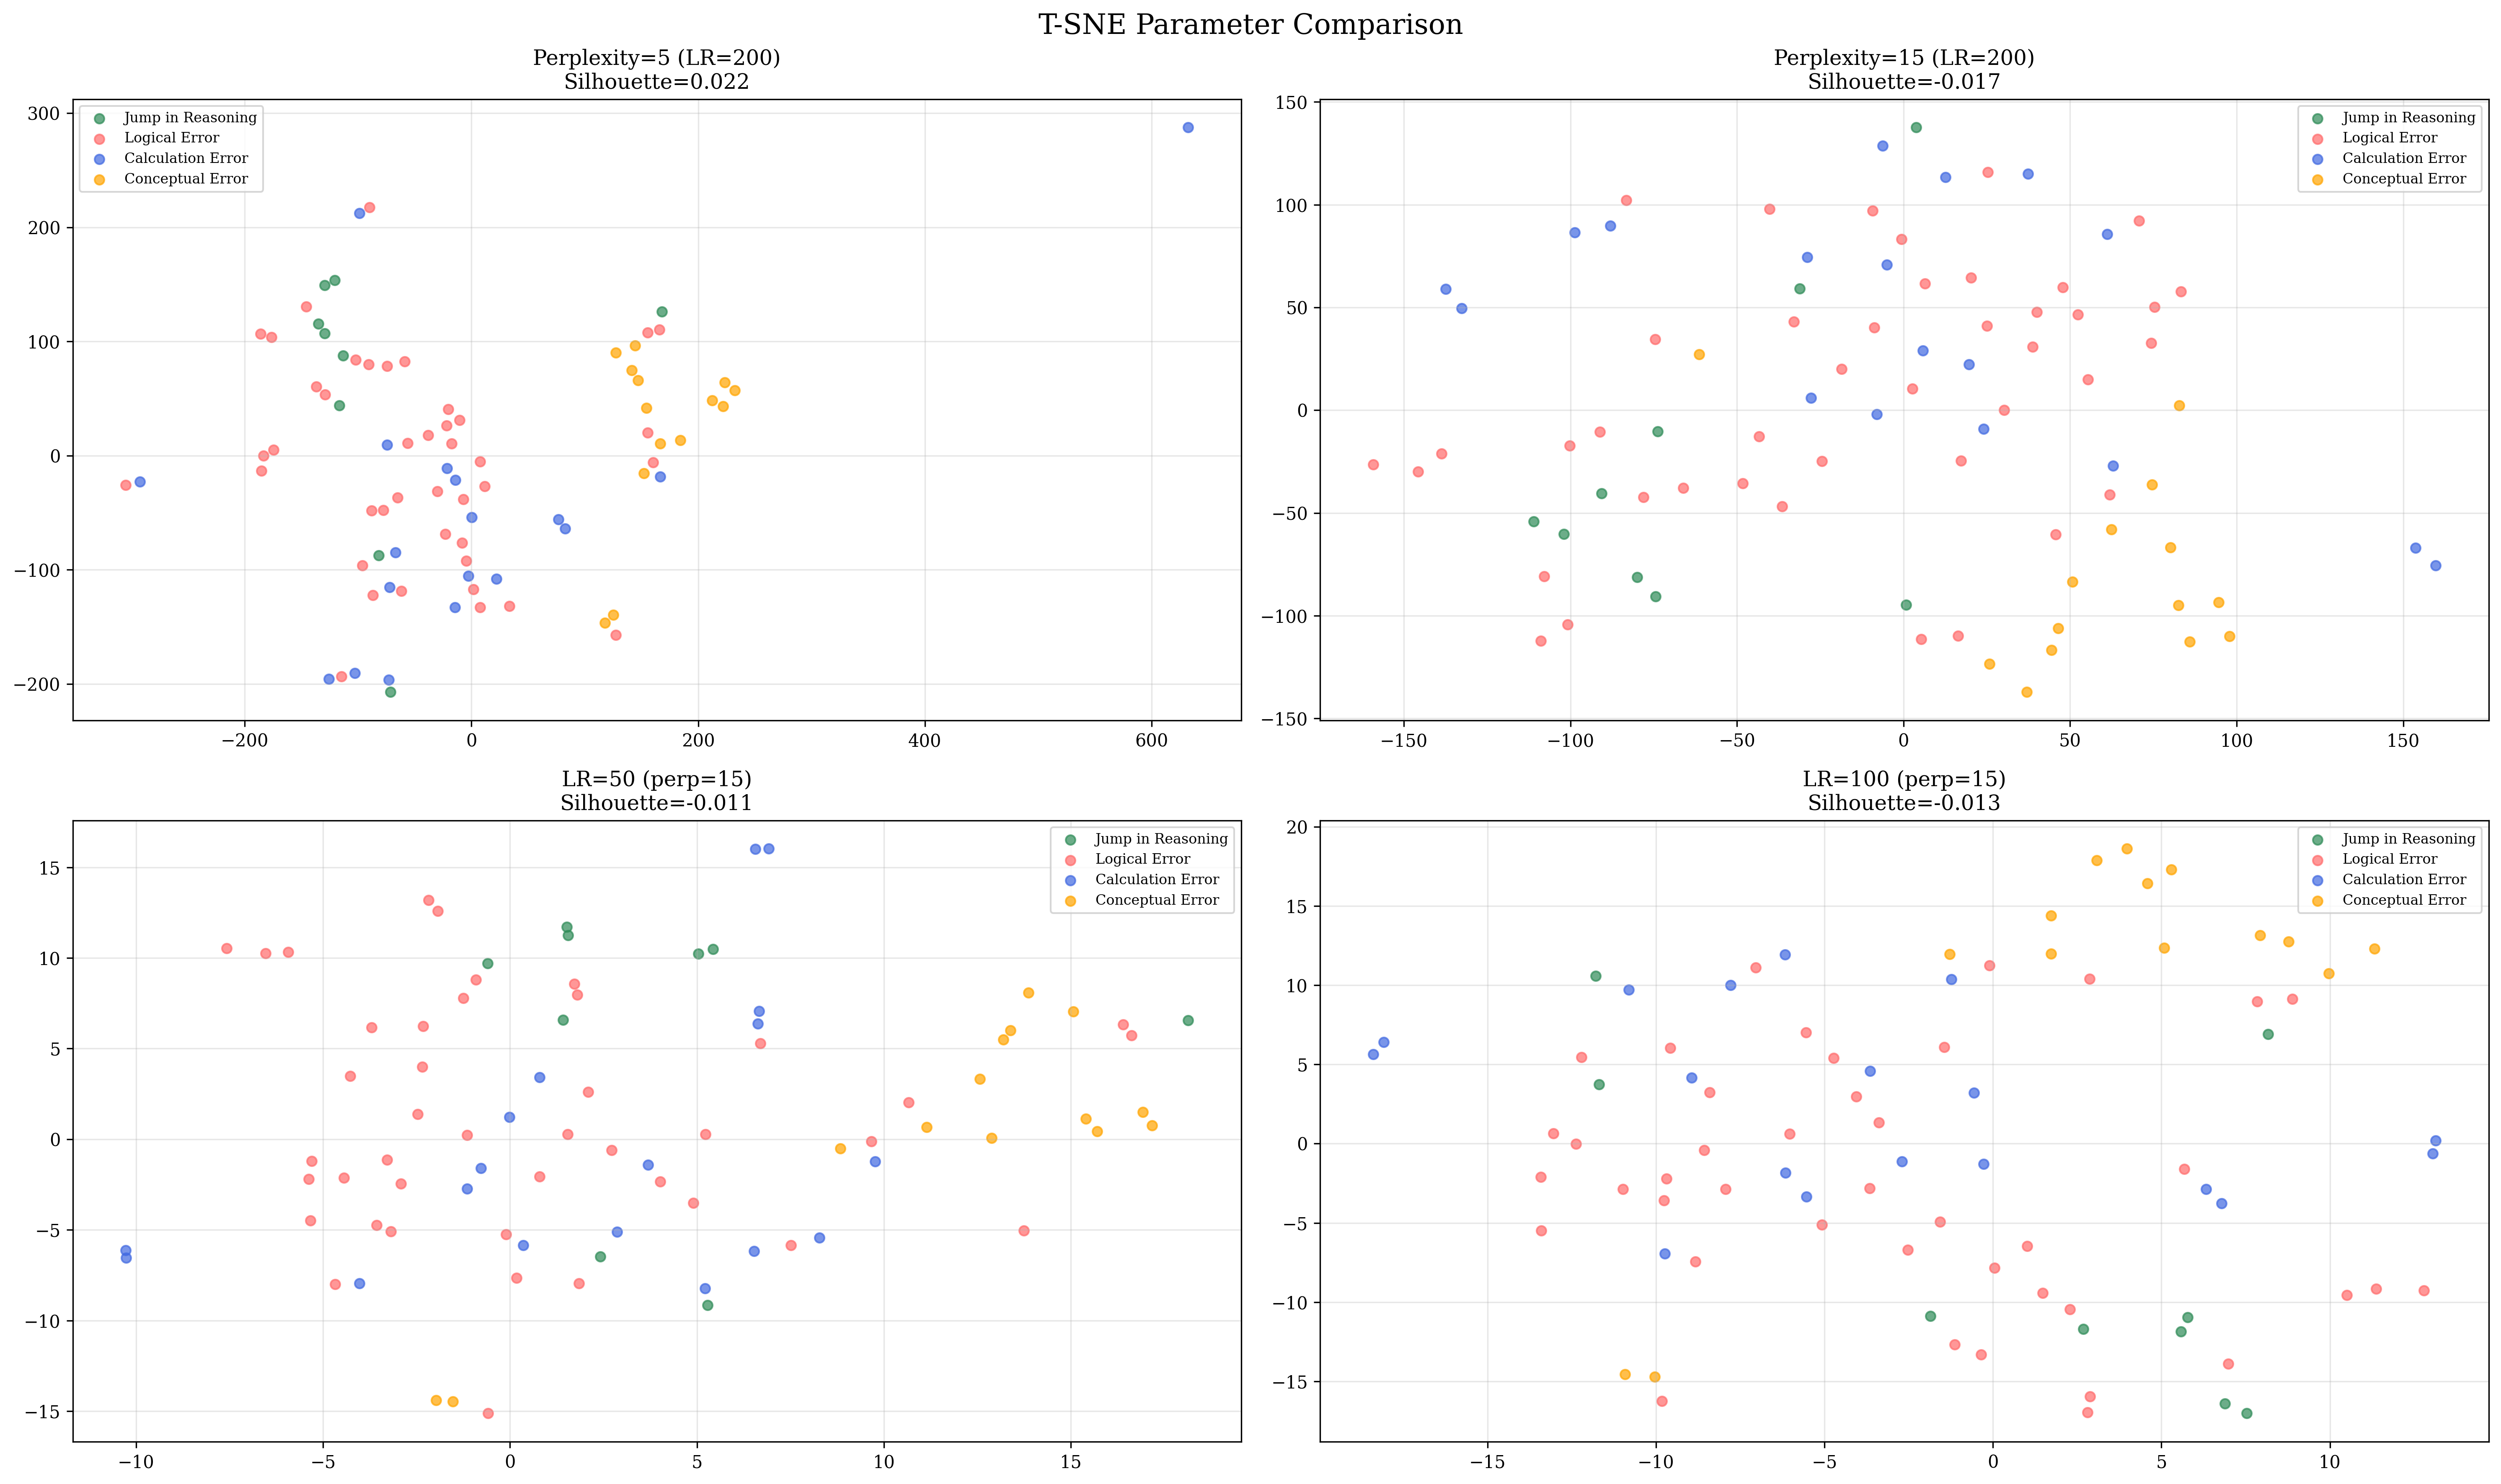 T-SNE Parameter Comparison
Perplexity=5 (LR=200)
Silhouette=0.022
300
200
100
0
−100
−200
−200
0
200
400
600
Jump in Reasoning
Logical Error
Calculation Error
Conceptual Error
Perplexity=15 (LR=200)
Silhouette=-0.017
150
100
50
0
−50
−100
−150
−150
−100
−50
0
50
100
150
Jump in Reasoning
Logical Error
Calculation Error
Conceptual Error
LR=50 (perp=15)
Silhouette=-0.011
15
10
5
0
−5
−10
−15
−10
−5
0
5
10
15
Jump in Reasoning
Logical Error
Calculation Error
Conceptual Error
LR=100 (perp=15)
Silhouette=-0.013
20
15
10
5
0
−5
−10
−15
−15
−10
−5
0
5
10
Jump in Reasoning
Logical Error
Calculation Error
Conceptual Error